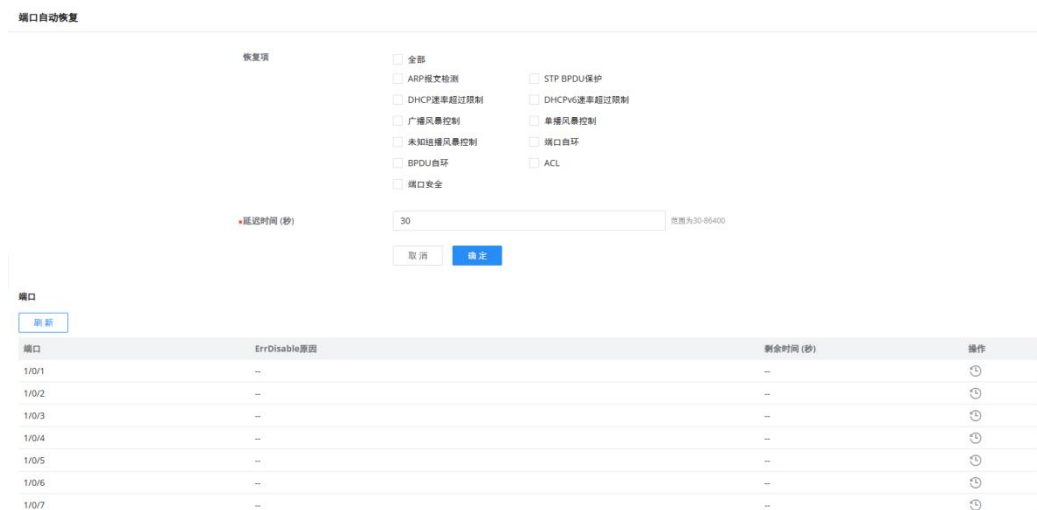 端口自动恢复
恢复项
全部
ARP报文检测 STP BPDU保护
DHCP速率超过限制 DHCPv6速率超过限制
广播风暴控制 单播风暴控制
未知组播风暴控制 端口自环
BPDU自环 ACL
端口安全
*延迟时间 (秒) 30 范围为30-86400
取消 确定
端口
刷新
端口 ErrDisable原因 剩余时间 (秒) 操作
1/0/1 -- --
1/0/2 -- --
1/0/3 -- --
1/0/4 -- --
1/0/5 -- --
1/0/6 -- --
1/0/7 -- --